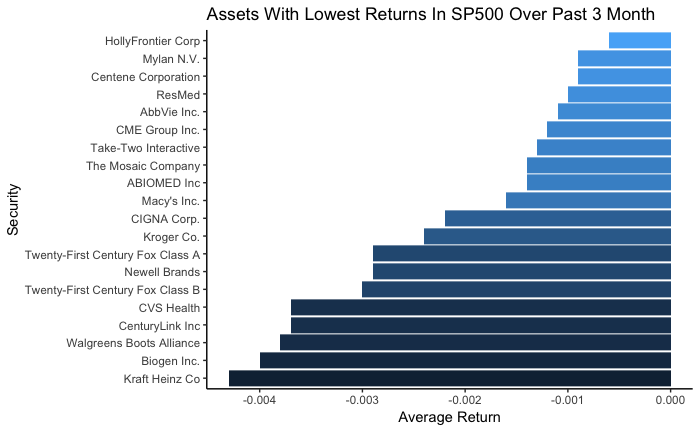 Assets With Lowest Returns In SP500 Over Past 3 Month
Security
HollyFrontier Corp
Mylan N.V.
Centene Corporation
ResMed
AbbVie Inc.
CME Group Inc.
Take-Two Interactive
The Mosaic Company
ABIOMED Inc
Macy's Inc.
CIGNA Corp.
Kroger Co.
Twenty-First Century Fox Class A
Newell Brands
Twenty-First Century Fox Class B
CVS Health
CenturyLink Inc
Walgreens Boots Alliance
Biogen Inc.
Kraft Heinz Co
-0.004 -0.003 -0.002 -0.001 0.000
Average Return